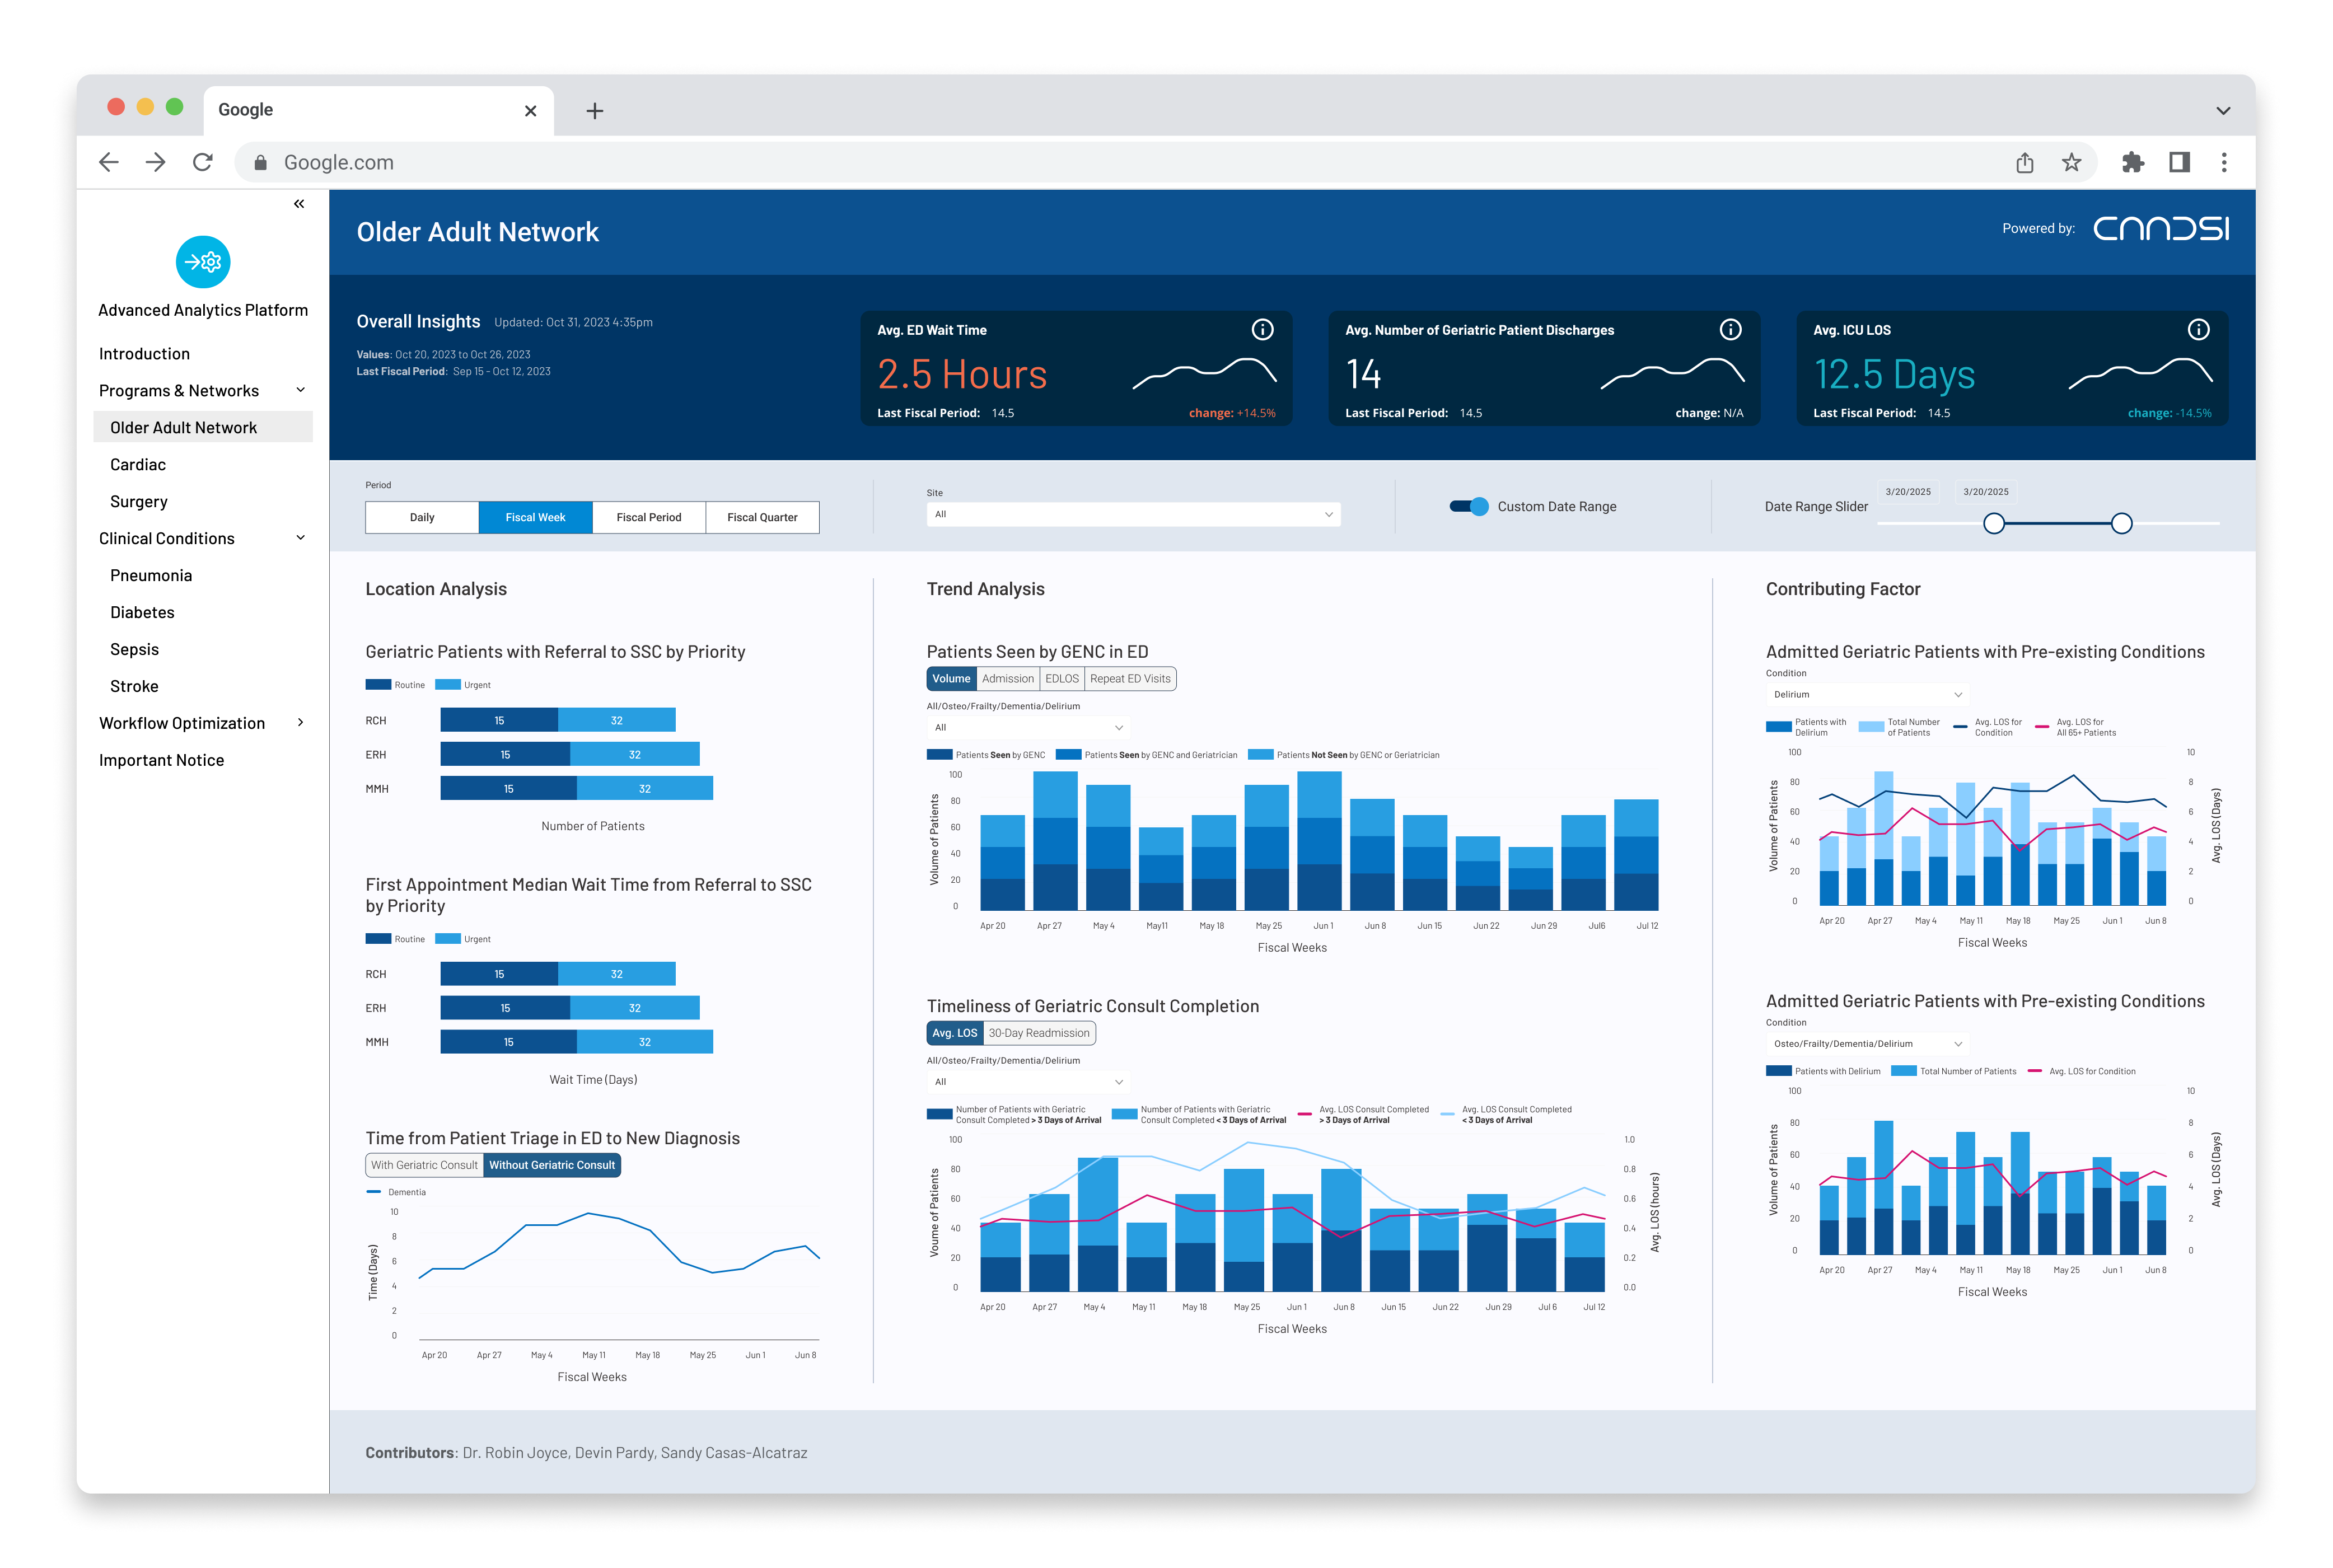 Google
Google.com
Advanced Analytics Platform
Introduction
Programs & Networks
Older Adult Network
Cardiac
Surgery
Clinical Conditions
Pneumonia
Diabetes
Sepsis
Stroke
Workflow Optimization
Important Notice
Older Adult Network
Powered by:
Overall Insights Updated: Oct 31, 2023 4:35pm
Values: Oct 20, 2023 to Oct 26, 2023
Last Fiscal Period: Sep 15 - Oct 12, 2023
Avg. ED Wait Time
2.5 Hours
Last Fiscal Period: 14.5 change: +14.5%
Avg. Number of Geriatric Patient Discharges
14
Last Fiscal Period: 14.5 change: N/A
Avg. ICU LOS
12.5 Days
Last Fiscal Period: 14.5 change: -14.5%
Period
Daily Fiscal Week Fiscal Period Fiscal Quarter
Site
All
Custom Date Range
Date Range Slider
3/20/2025 3/20/2025
Location Analysis
Geriatric Patients with Referral to SSC by Priority
Routine Urgent
RCH 15 32
ERH 15 32
MMH 15 32
Number of Patients
First Appointment Median Wait Time from Referral to SSC
by Priority
Routine Urgent
RCH 15 32
ERH 15 32
MMH 15 32
Wait Time (Days)
Time from Patient Triage in ED to New Diagnosis
With Geriatric Consult Without Geriatric Consult
Dementia
Time (Days)
10
8
6
4
2
0
Apr 20 Apr 27 May 4 May 11 May 18 May 25 Jun 1 Jun 8
Fiscal Weeks
Trend Analysis
Patients Seen by GENC in ED
Volume Admission EDLOS Repeat ED Visits
All/Osteo/Frailty/Dementia/Delirium
All
Patients Seen by GENC Patients Seen by GENC and Geriatrician Patients Not Seen by GENC or Geriatrician
Volume of Patients
100
80
60
40
20
0
Apr 20 Apr 27 May 4 May11 May 18 May 25 Jun 1 Jun 8 Jun 15 Jun 22 Jun 29 Jul6 Jul 12
Fiscal Weeks
Timeliness of Geriatric Consult Completion
Avg. LOS 30-Day Readmission
All/Osteo/Frailty/Dementia/Delirium
All
Number of Patients with Geriatric
Consult Completed > 3 Days of Arrival
Number of Patients with Geriatric
Consult Completed < 3 Days of Arrival
Avg. LOS Consult Completed
> 3 Days of Arrival
Avg. LOS Consult Completed
< 3 Days of Arrival
Voume of Patients
100
80
60
40
20
0
1.0
0.8
0.6
0.4
0.2
0.0
Avg. LOS (hours)
Apr 20 Apr 27 May 4 May 11 May 18 May 25 Jun 1 Jun 8 Jun 15 Jun 22 Jun 29 Jul 6 Jul 12
Fiscal Weeks
Contributing Factor
Admitted Geriatric Patients with Pre-existing Conditions
Condition
Delirium
Patients with
Delirium
Total Number
of Patients
Avg. LOS for
Condition
Avg. LOS for
All 65+ Patients
Volume of Patients
100
80
60
40
20
0
10
8
6
4
2
0
Avg. LOS (Days)
Apr 20 Apr 27 May 4 May 11 May 18 May 25 Jun 1 Jun 8
Fiscal Weeks
Admitted Geriatric Patients with Pre-existing Conditions
Condition
Osteo/Frailty/Dementia/Delirium
Patients with Delirium Total Number of Patients Avg. LOS for Condition
Volume of Patients
100
80
60
40
20
0
10
8
6
4
2
0
Avg. LOS (Days)
Apr 20 Apr 27 May 4 May 11 May 18 May 25 Jun 1 Jun 8
Fiscal Weeks
Contributors: Dr. Robin Joyce, Devin Pardy, Sandy Casas-Alcatraz